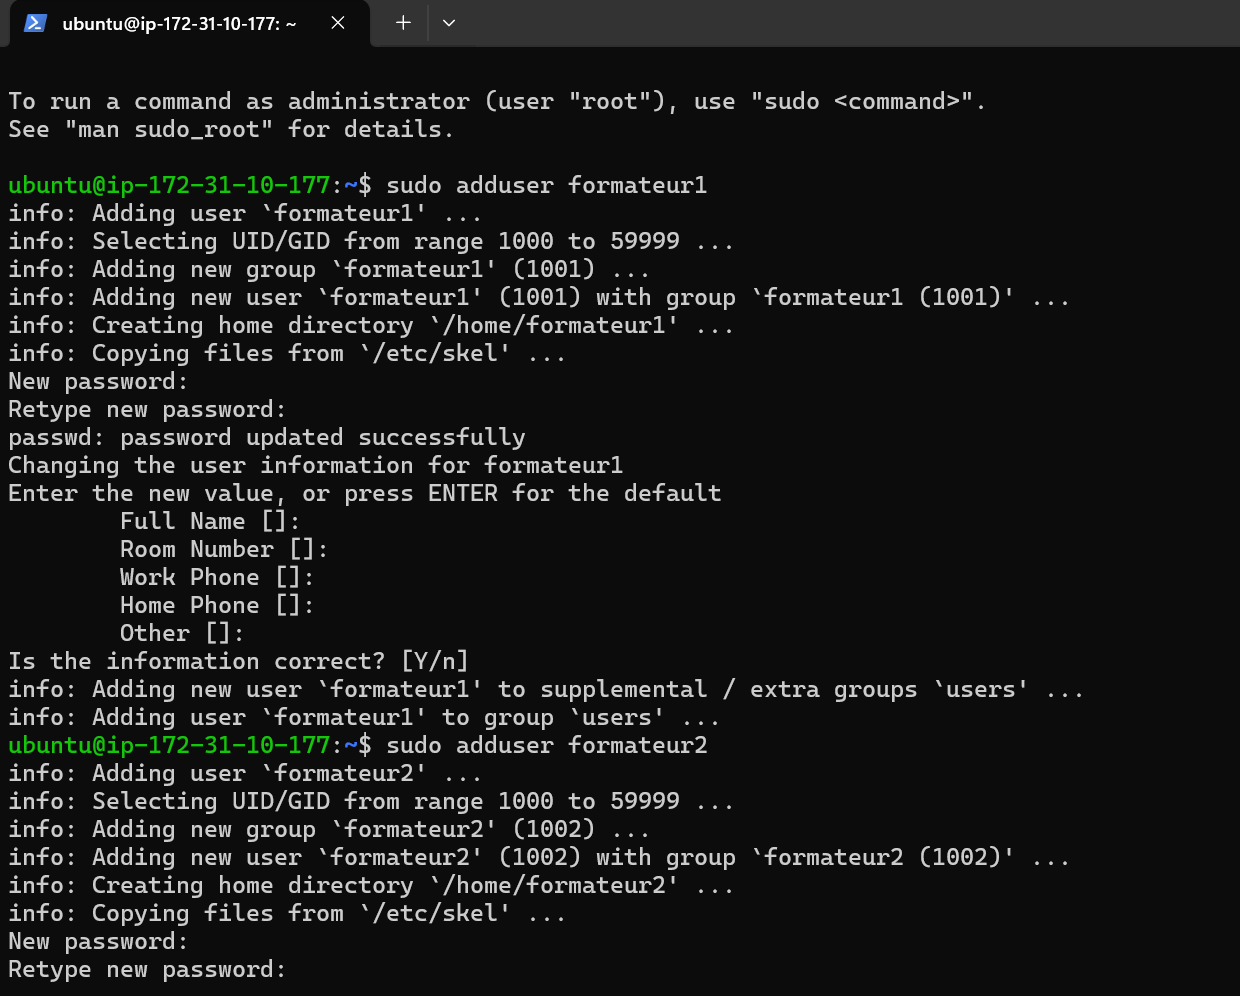 ubuntu@ip-172-31-10-177: ~
To run a command as administrator (user "root"), use "sudo <command>".
See "man sudo_root" for details.
ubuntu@ip-172-31-10-177:~$ sudo adduser formateur1
info: Adding user `formateur1' ...
info: Selecting UID/GID from range 1000 to 59999 ...
info: Adding new group `formateur1' (1001) ...
info: Adding new user `formateur1' (1001) with group `formateur1 (1001)' ...
info: Creating home directory `/home/formateur1' ...
info: Copying files from `/etc/skel' ...
New password:
Retype new password:
passwd: password updated successfully
Changing the user information for formateur1
Enter the new value, or press ENTER for the default
        Full Name []:
        Room Number []:
        Work Phone []:
        Home Phone []:
        Other []:
Is the information correct? [Y/n]
info: Adding new user `formateur1' to supplemental / extra groups `users' ...
info: Adding user `formateur1' to group `users' ...
ubuntu@ip-172-31-10-177:~$ sudo adduser formateur2
info: Adding user `formateur2' ...
info: Selecting UID/GID from range 1000 to 59999 ...
info: Adding new group `formateur2' (1002) ...
info: Adding new user `formateur2' (1002) with group `formateur2 (1002)' ...
info: Creating home directory `/home/formateur2' ...
info: Copying files from `/etc/skel' ...
New password:
Retype new password: